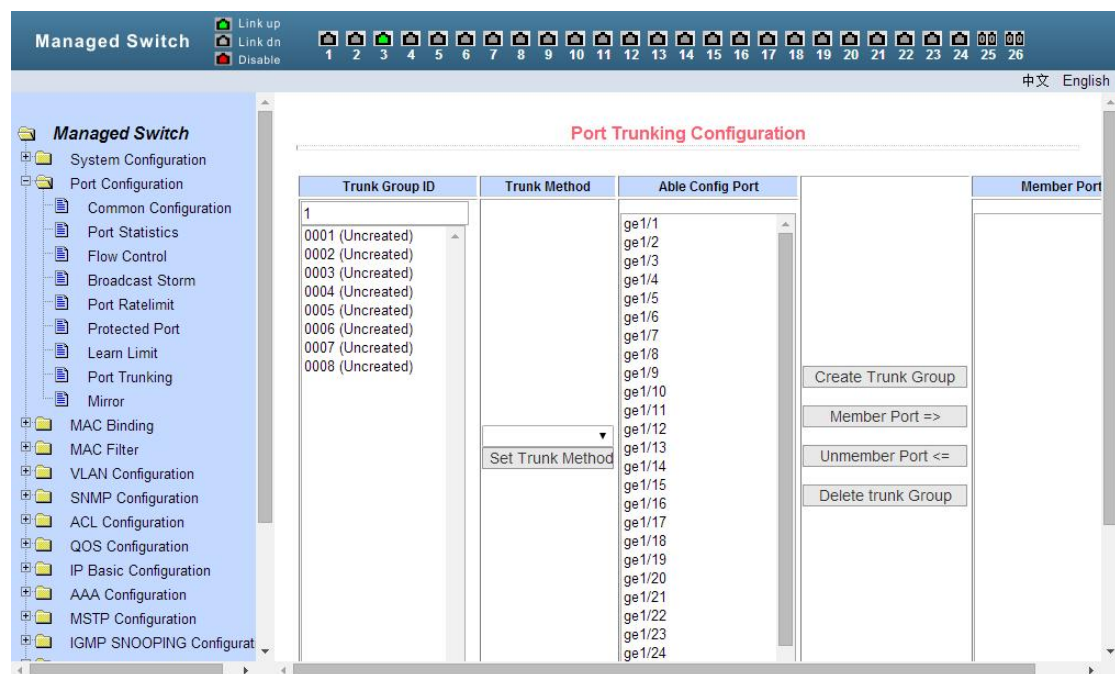 Managed Switch
Link up
Link dn
Disable
1 2 3 4 5 6 7 8 9 10 11 12 13 14 15 16 17 18 19 20 21 22 23 24 25 26
中文 English
Managed Switch
System Configuration
Port Configuration
Common Configuration
Port Statistics
Flow Control
Broadcast Storm
Port Ratelimit
Protected Port
Learn Limit
Port Trunking
Mirror
MAC Binding
MAC Filter
VLAN Configuration
SNMP Configuration
ACL Configuration
QOS Configuration
IP Basic Configuration
AAA Configuration
MSTP Configuration
IGMP SNOOPING Configurat
Port Trunking Configuration
Trunk Group ID
1
0001 (Uncreated)
0002 (Uncreated)
0003 (Uncreated)
0004 (Uncreated)
0005 (Uncreated)
0006 (Uncreated)
0007 (Uncreated)
0008 (Uncreated)
Trunk Method
Set Trunk Method
Able Config Port
ge1/1
ge1/2
ge1/3
ge1/4
ge1/5
ge1/6
ge1/7
ge1/8
ge1/9
ge1/10
ge1/11
ge1/12
ge1/13
ge1/14
ge1/15
ge1/16
ge1/17
ge1/18
ge1/19
ge1/20
ge1/21
ge1/22
ge1/23
ge1/24
Create Trunk Group
Member Port =>
Unmember Port <=
Delete trunk Group
Member Port